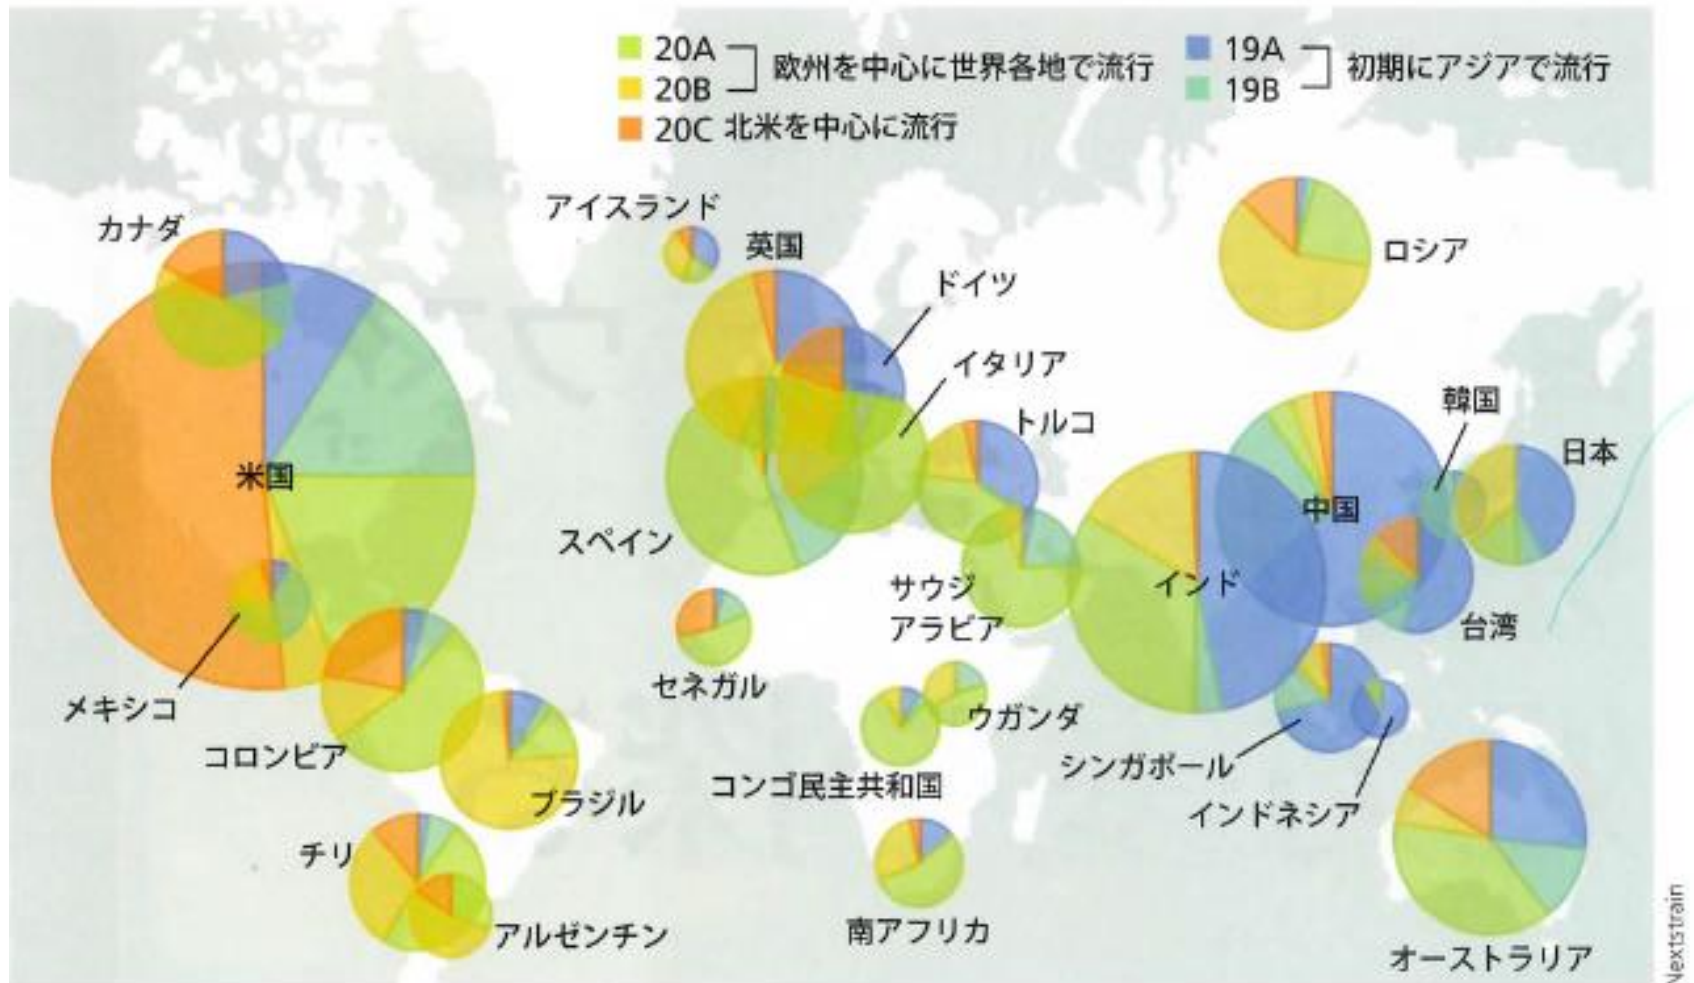 20A
20B
欧州を中心に世界各地で流行
20C 北米を中心に流行
19A
19B
初期にアジアで流行
カナダ
アイスランド
英国
ロシア
ドイツ
イタリア
トルコ
韓国
日本
米国
中国
スペイン
インド
サウジ
アラビア
台湾
セネガル
メキシコ
ウガンダ
コロンビア
シンガポール
コンゴ民主共和国
ブラジル
インドネシア
チリ
アルゼンチン
南アフリカ
オーストラリア
Nextstrain